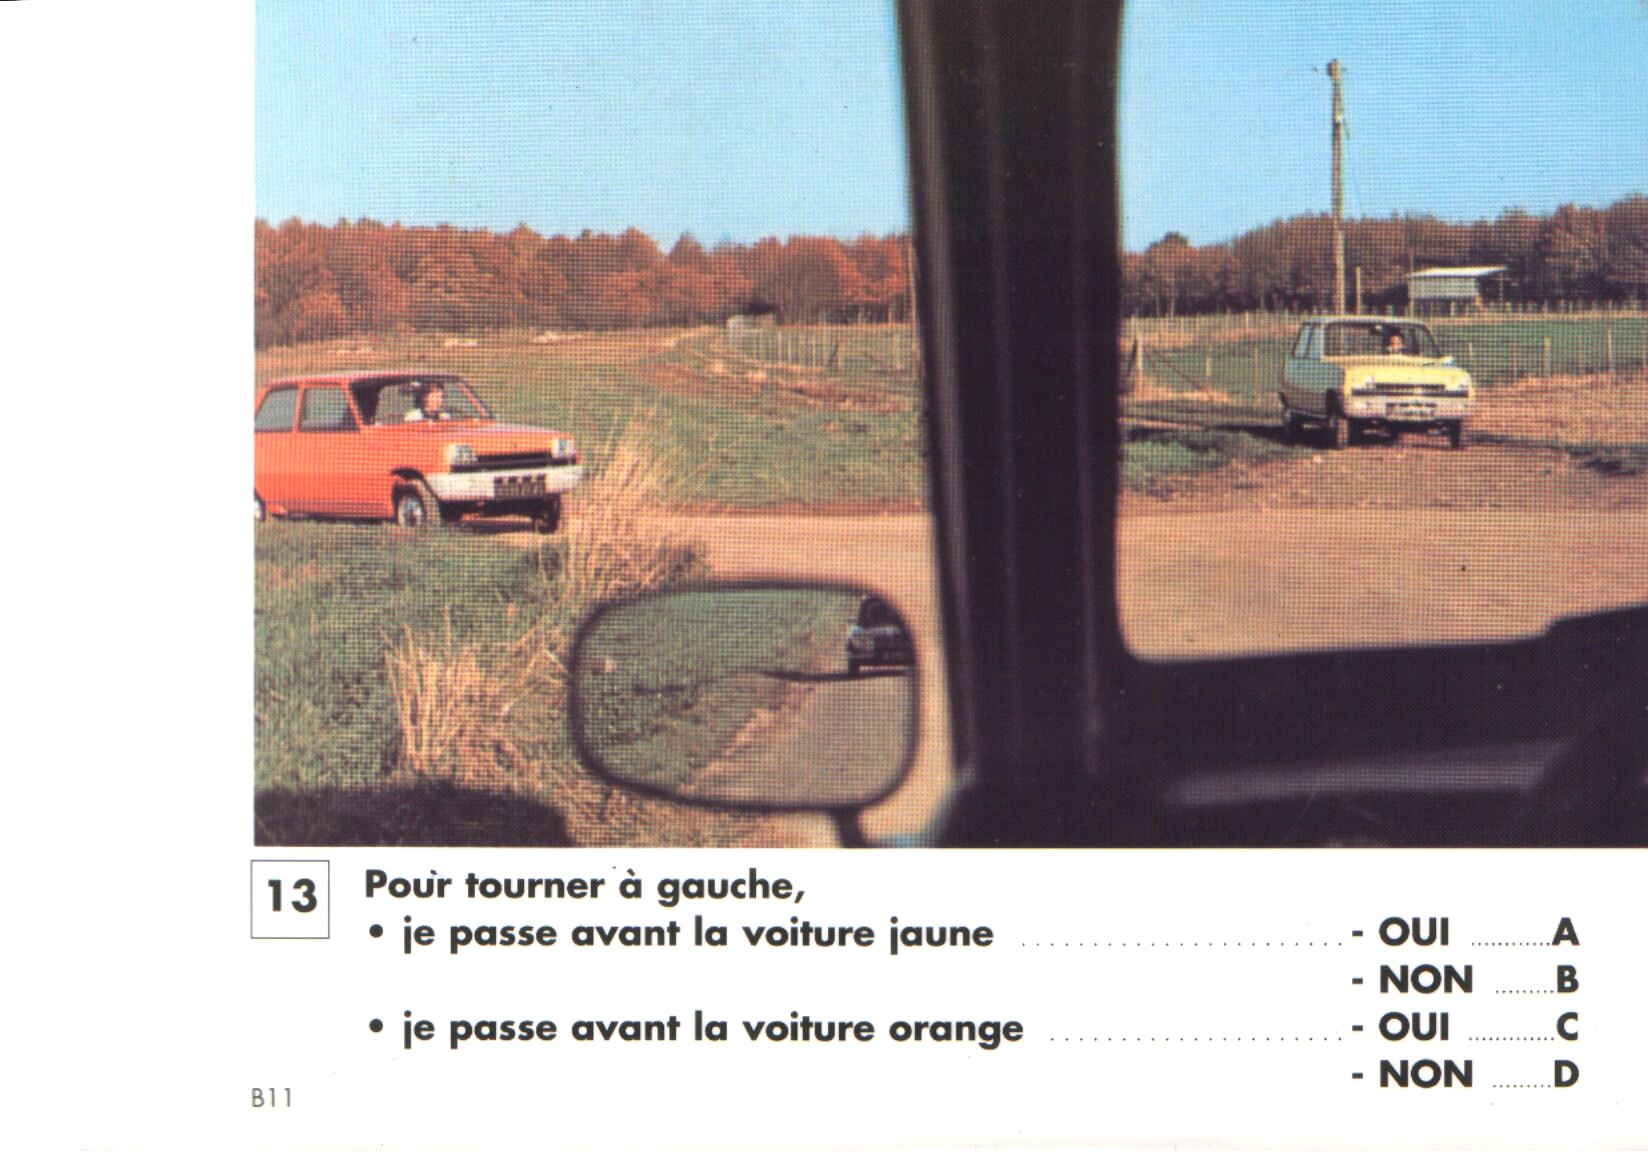 13
Pour tourner à gauche,
• je passe avant la voiture jaune ........................ - OUI ............A
- NON .........B
• je passe avant la voiture orange ...................... - OUI .............C
- NON .........D
B11